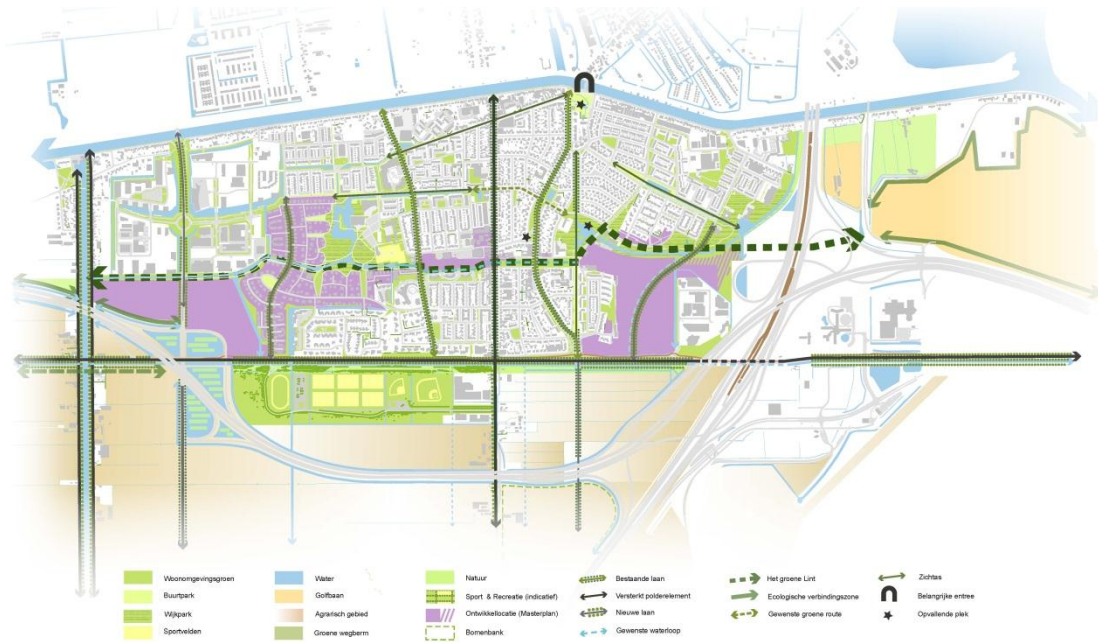 Woonomgevingsgroen
Buurtpark
Wijkpark
Sportvelden
Water
Golfbaan
Agrarisch gebied
Groene wegberm
Natuur
Sport & Recreatie (indicatief)
Ontwikkellocatie (Masterplan)
Bomenbank
Bestaande laan
Versterkt polderelement
Nieuwe laan
Gewenste waterloop
Het groene Lint
Ecologische verbindingszone
Gewenste groene route
Zichtas
Belangrijke entree
Opvallende plek